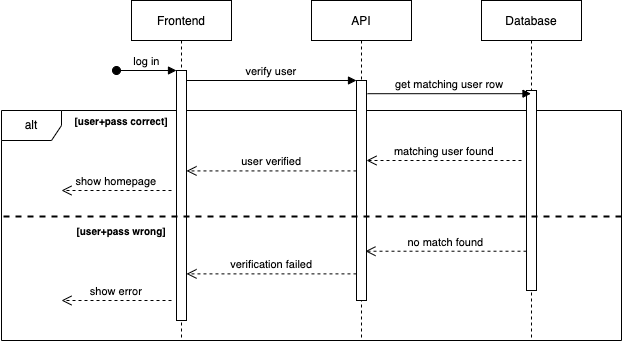 Frontend
API
Database
log in
verify user
get matching user row
alt
[user+pass correct]
matching user found
user verified
show homepage
[user+pass wrong]
no match found
verification failed
show error